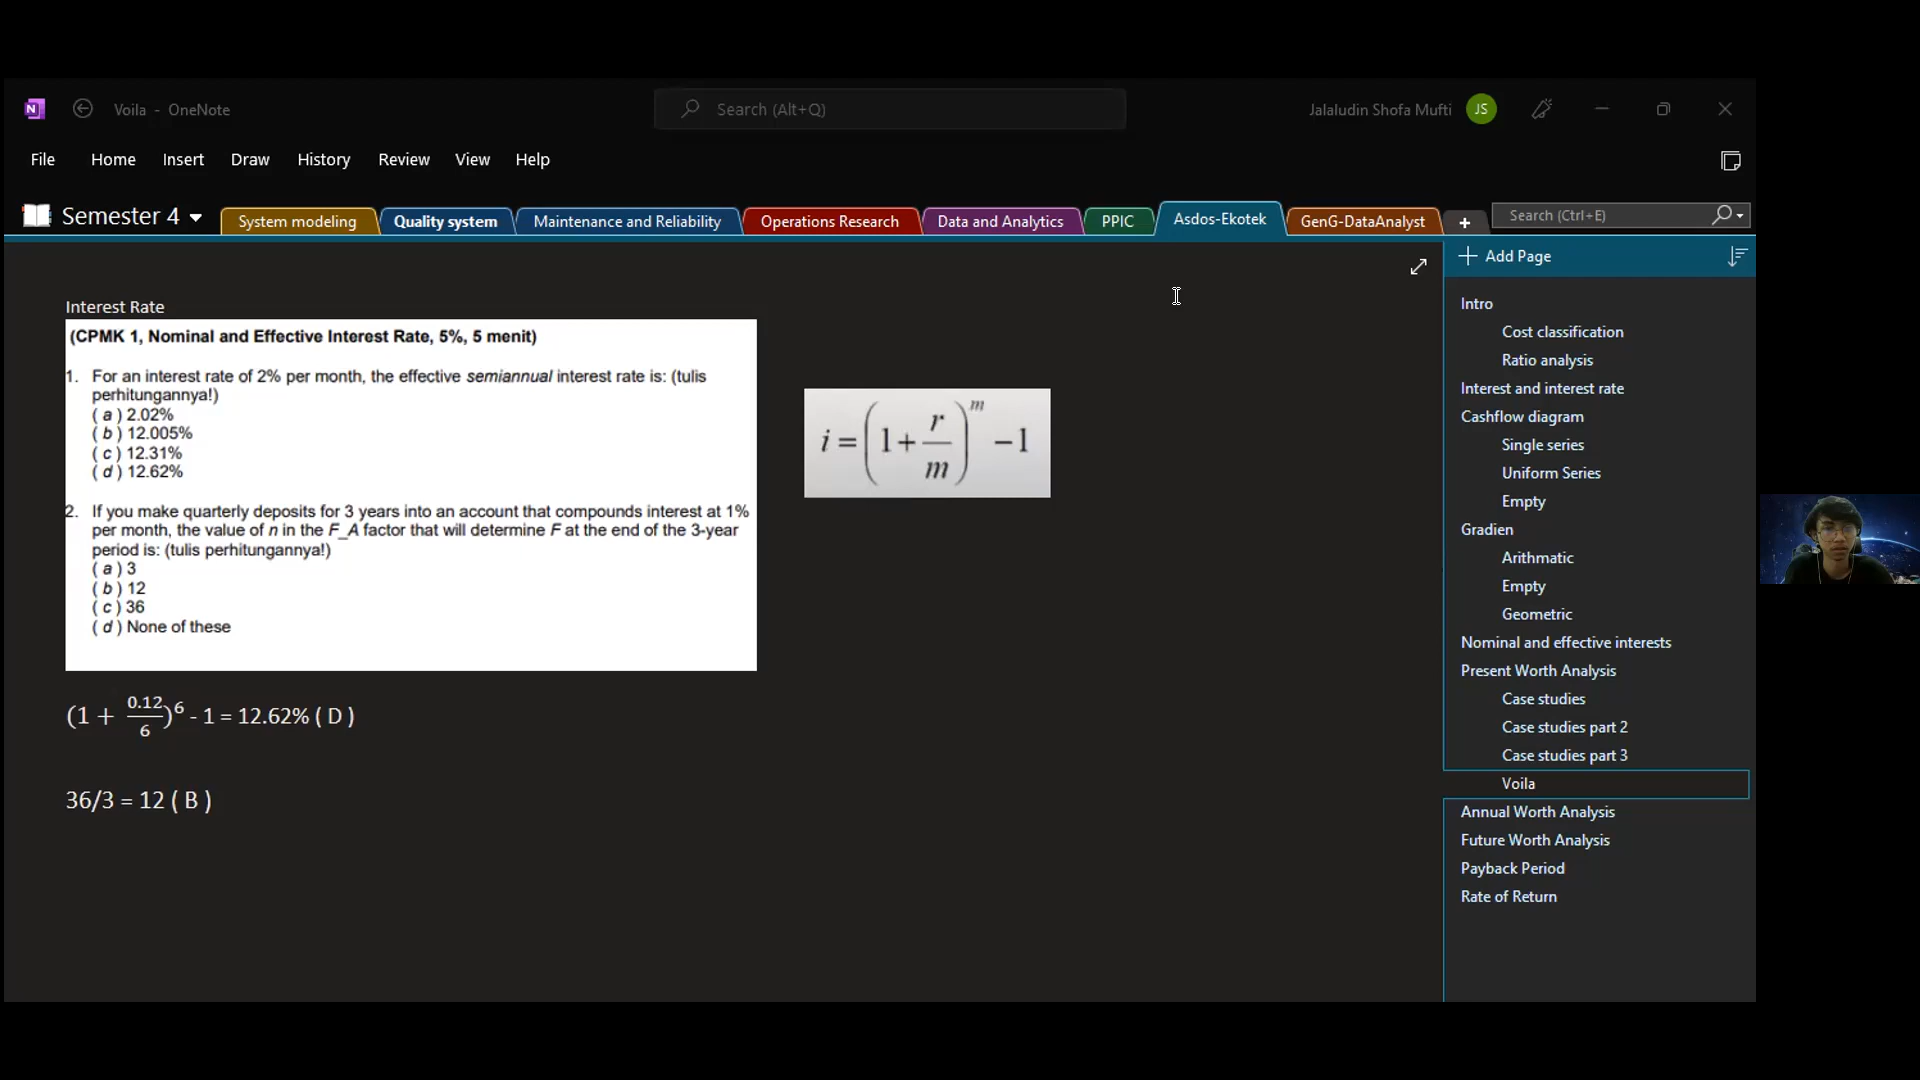 Voila - OneNote
Search (Alt+Q)
Jalaludin Shofa Mufti
JS
File Home Insert Draw History Review View Help
Semester 4
System modeling
Quality system
Maintenance and Reliability
Operations Research
Data and Analytics
PPIC
Asdos-Ekotek
GenG-DataAnalyst
+
Search (Ctrl+E)
Interest Rate
(CPMK 1, Nominal and Effective Interest Rate, 5%, 5 menit)
1. For an interest rate of 2% per month, the effective semiannual interest rate is: (tulis
perhitungannya!)
( a ) 2.02%
( b ) 12.005%
( c ) 12.31%
( d ) 12.62%
2. If you make quarterly deposits for 3 years into an account that compounds interest at 1%
per month, the value of n in the F_A factor that will determine F at the end of the 3-year
period is: (tulis perhitungannya!)
( a ) 3
( b ) 12
( c ) 36
( d ) None of these
i = (1 + r/m)^m − 1
(1 + 0.12/6)^6 - 1 = 12.62% ( D )
36/3 = 12 ( B )
Add Page
Intro
Cost classification
Ratio analysis
Interest and interest rate
Cashflow diagram
Single series
Uniform Series
Empty
Gradien
Arithmatic
Empty
Geometric
Nominal and effective interests
Present Worth Analysis
Case studies
Case studies part 2
Case studies part 3
Voila
Annual Worth Analysis
Future Worth Analysis
Payback Period
Rate of Return